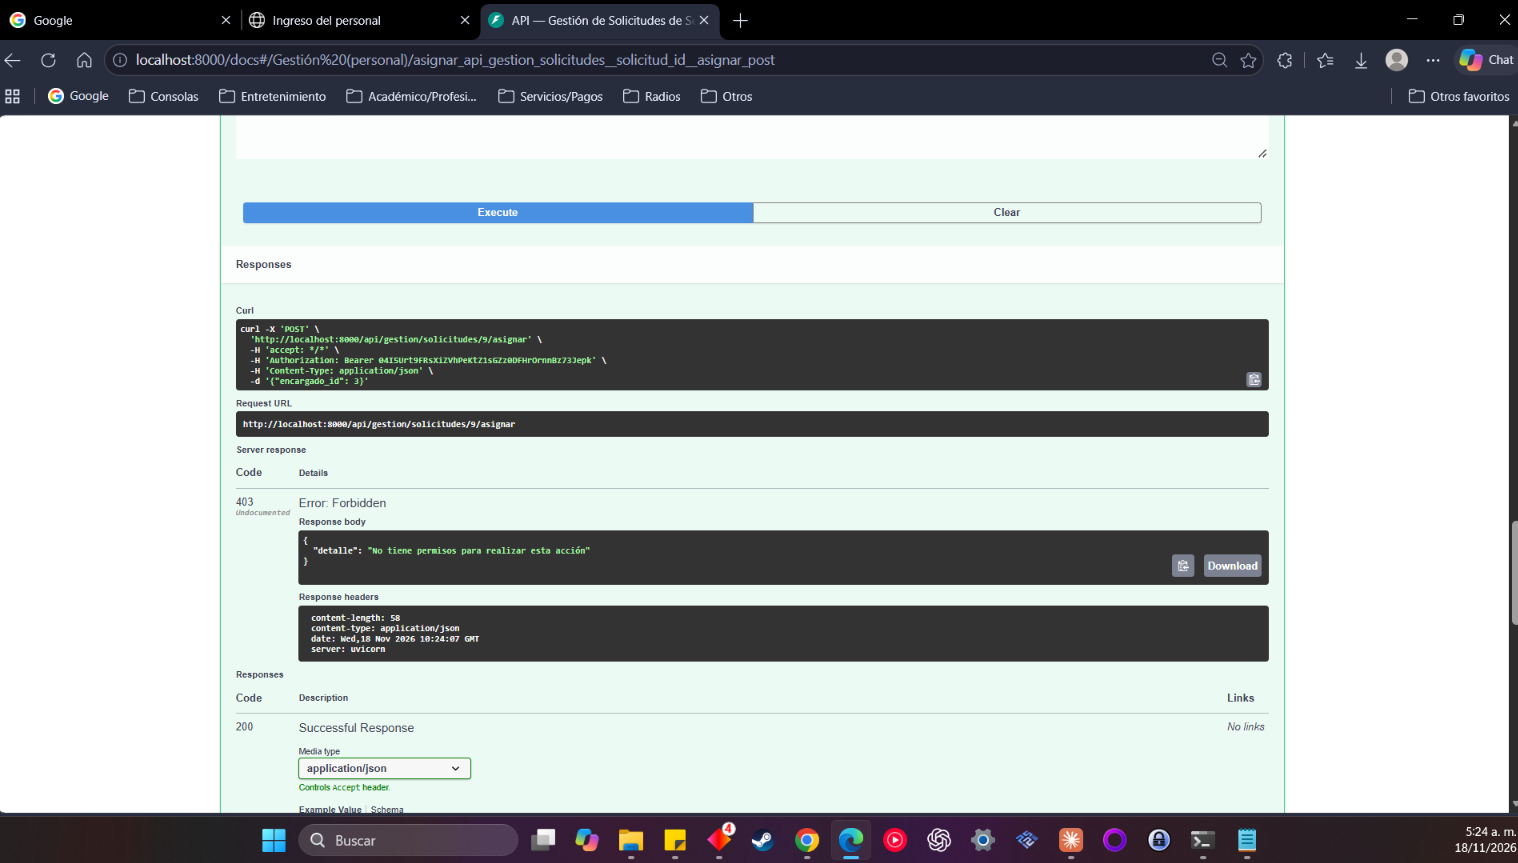 Google
Ingreso del personal
API — Gestión de Solicitudes de S
localhost:8000/docs#/Gestión%20(personal)/asignar_api_gestion_solicitudes__solicitud_id__asignar_post
Chat
Google
Consolas
Entretenimiento
Académico/Profesi...
Servicios/Pagos
Radios
Otros
Otros favoritos
Execute
Clear
Responses
Curl
curl -X 'POST' \
'http://localhost:8000/api/gestion/solicitudes/9/asignar' \
-H 'accept: */*' \
-H 'Authorization: Bearer \
-H 'Content-Type: application/json' \
-d '{"encargado_id": 3}'
Request URL
http://localhost:8000/api/gestion/solicitudes/9/asignar
Server response
Code
Details
403
Error: Forbidden
Undocumented
Response body
{
"detalle": "No tiene permisos para realizar esta acción"
}
Download
Response headers
content-length: 58
content-type: application/json
date: Wed,18 Nov 2026 10:24:07 GMT
server: uvicorn
Responses
Code
Description
Links
200
Successful Response
No links
Media type
application/json
Controls Accept header.
Example Value
Schema
Buscar
4
5:24 a. m.
18/11/2026